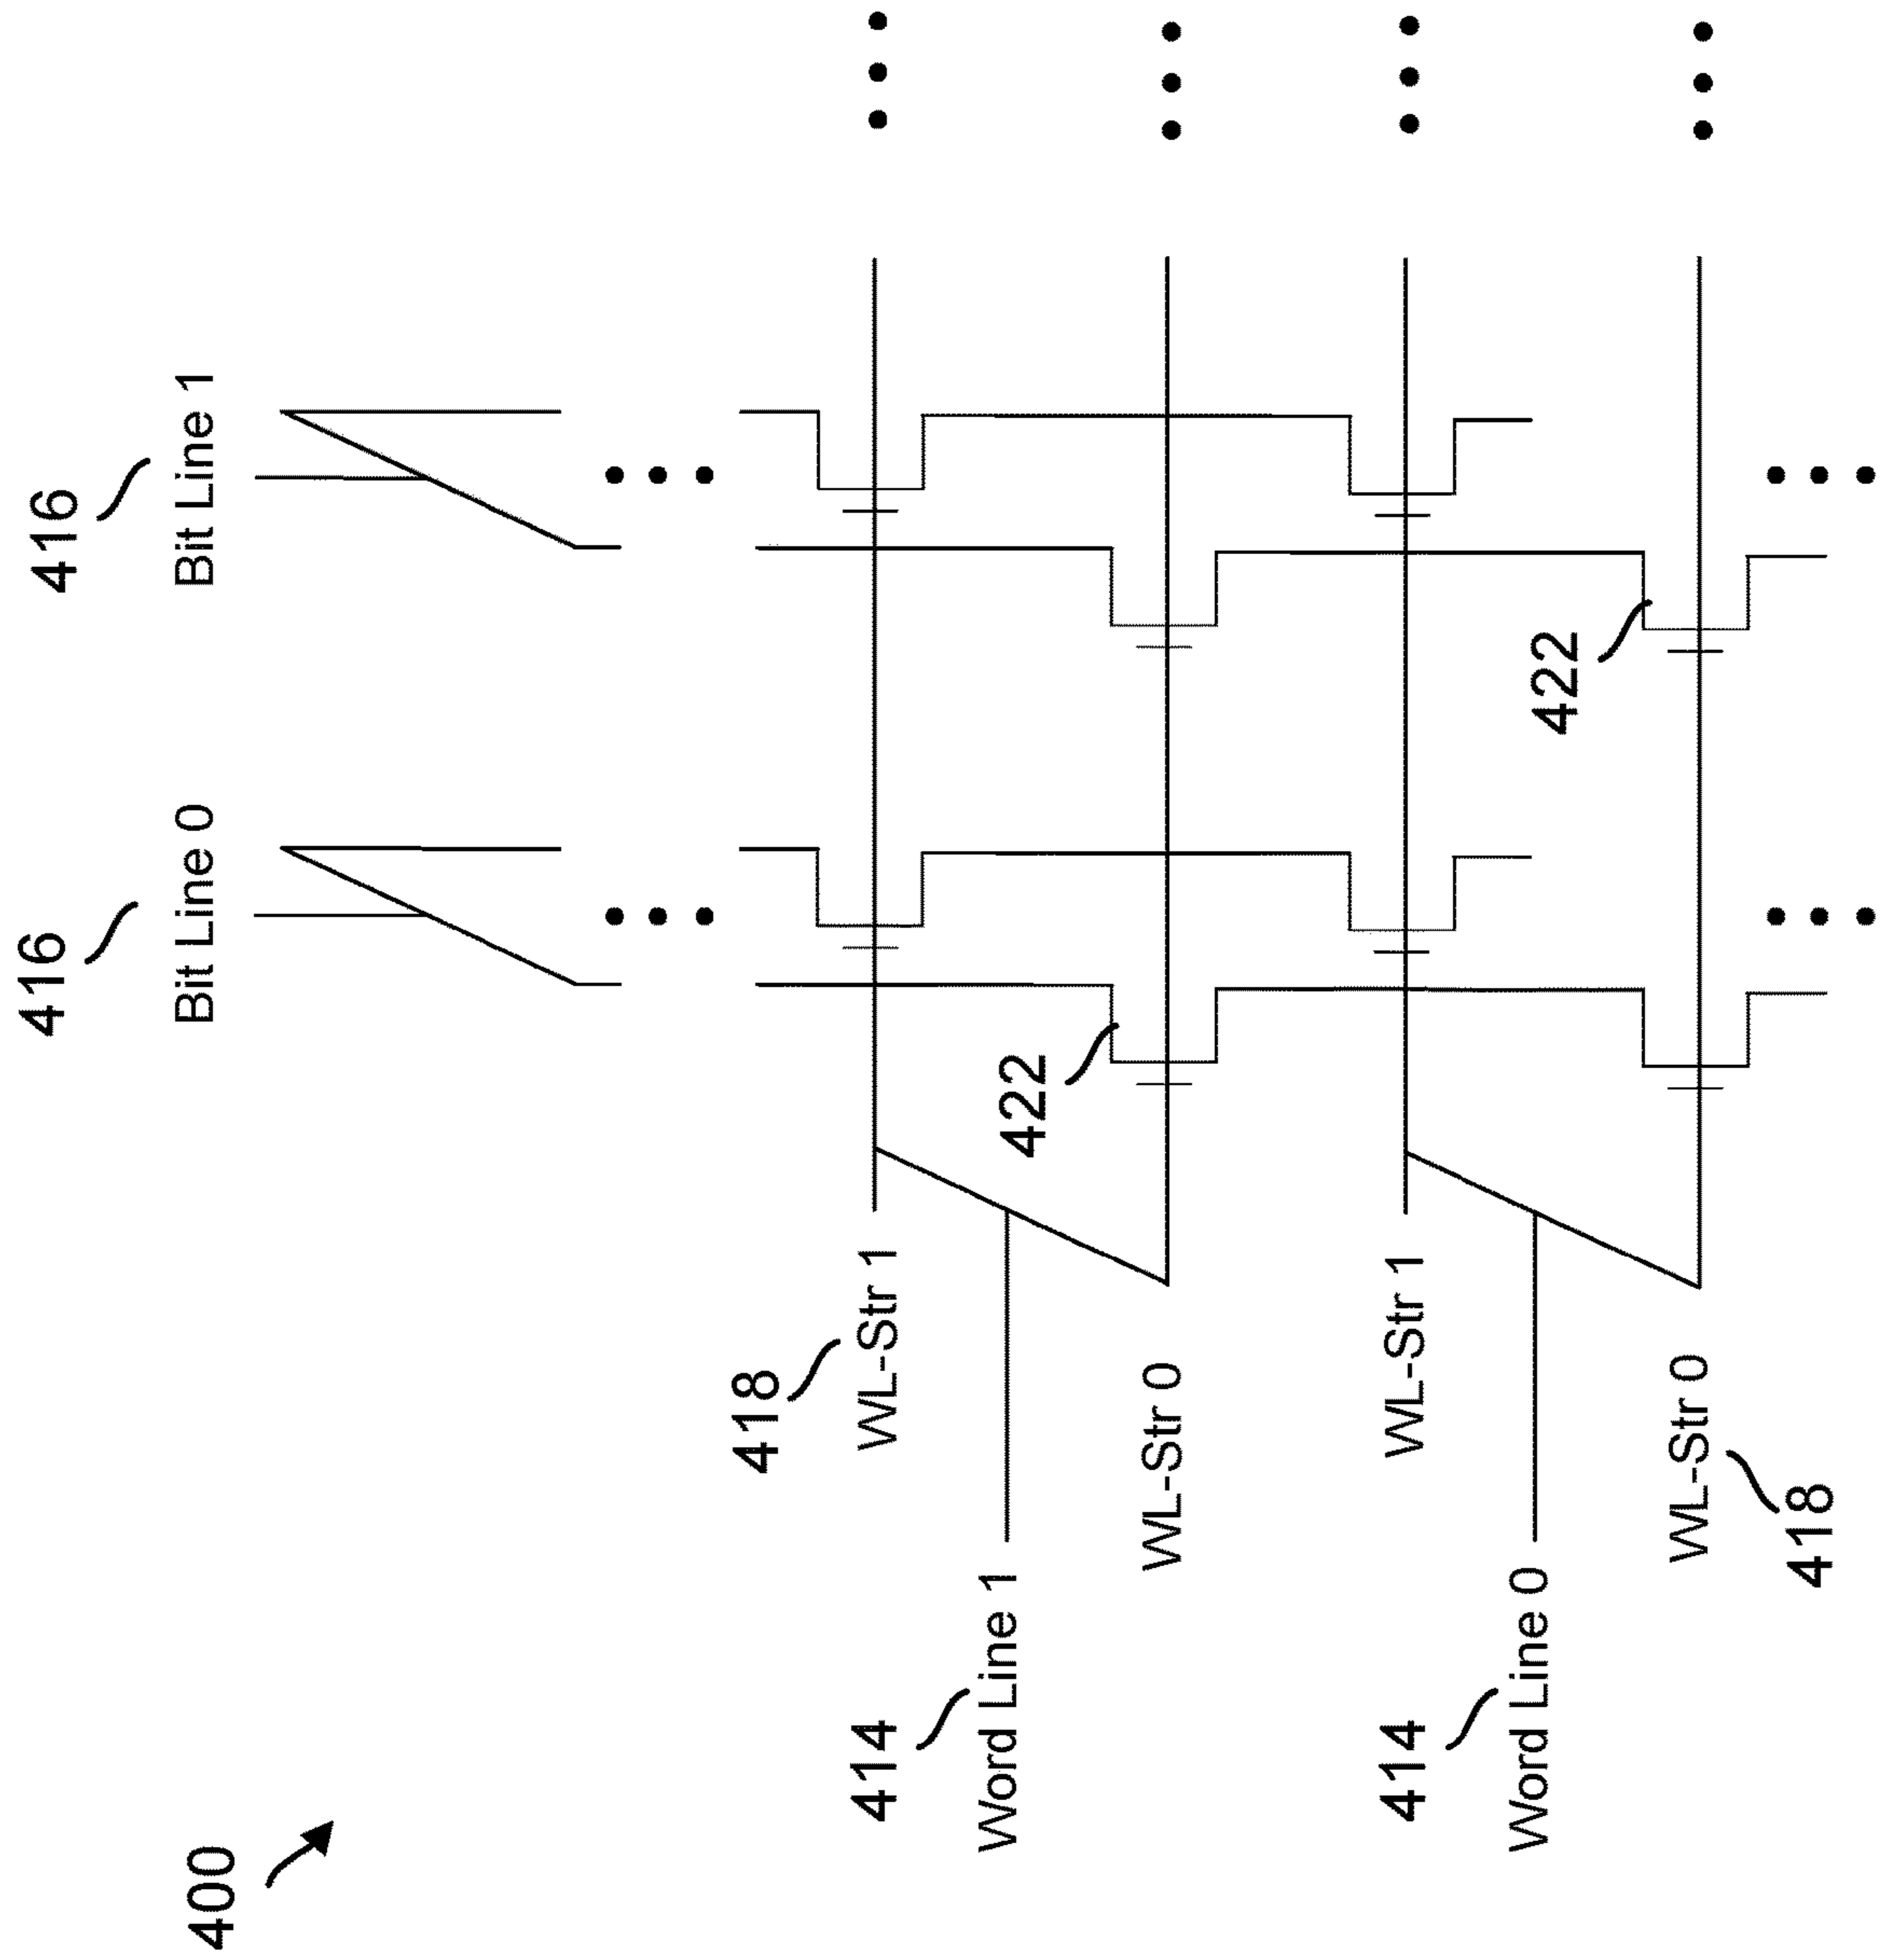 400
416
Bit Line 0
416
Bit Line 1
418
WL-Str 1
414
Word Line 1
WL-Str 0
422
WL-Str 1
414
Word Line 0
WL-Str 0
418
422